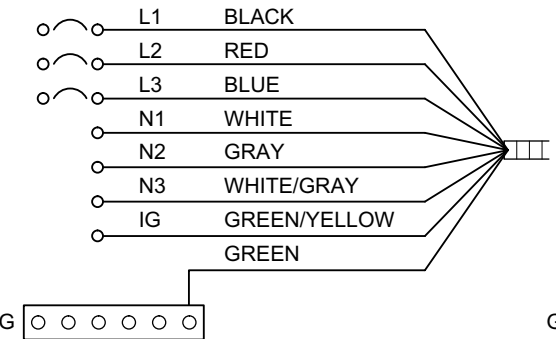 L1 BLACK
L2 RED
L3 BLUE
N1 WHITE
N2 GRAY
N3 WHITE/GRAY
IG GREEN/YELLOW
GREEN
G G